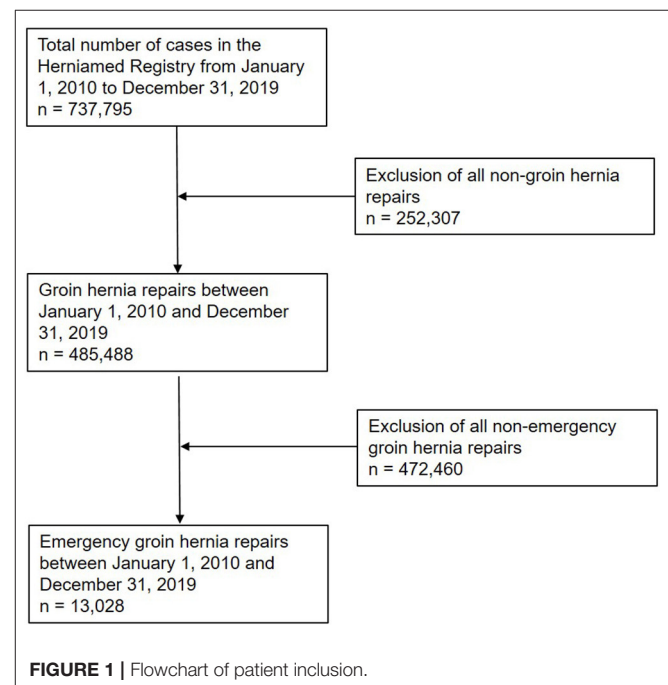 Total number of cases in the
Herniamed Registry from January
1, 2010 to December 31, 2019
n = 737,795
Exclusion of all non-groin hernia
repairs
n = 252,307
Groin hernia repairs between
January 1, 2010 and December
31, 2019
n = 485,488
Exclusion of all non-emergency
groin hernia repairs
n = 472,460
Emergency groin hernia repairs
between January 1, 2010 and
December 31, 2019
n = 13,028
FIGURE 1 | Flowchart of patient inclusion.